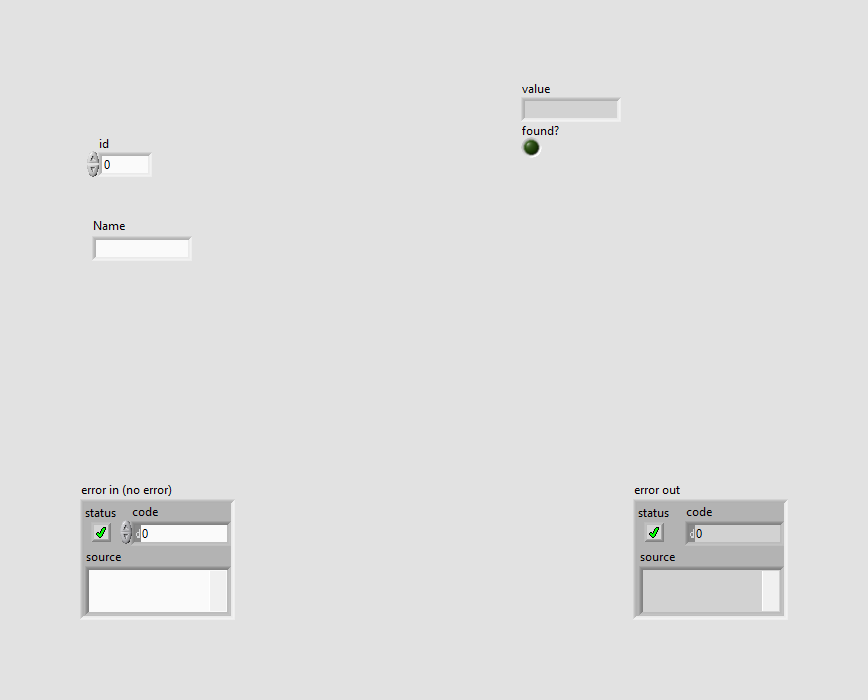 value
found?
id
0
Name
error in (no error)
status code
d 0
source
error out
status code
d 0
source